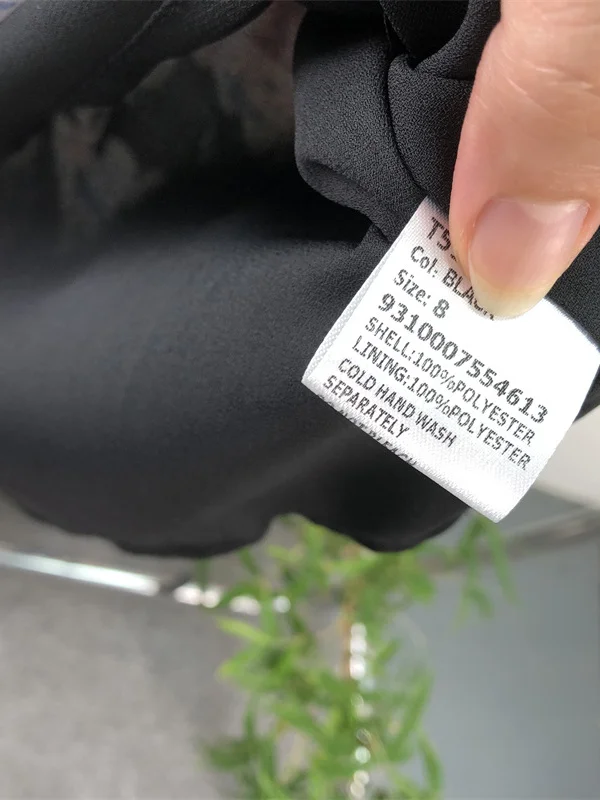 Col: BLACK
Size: 8
9310007554613
SHELL:100%POLYESTER
LINING:100%POLYESTER
COLD HAND WASH
SEPARATELY